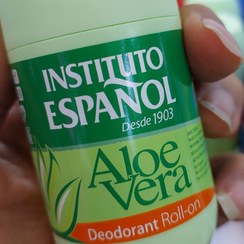 INSTITUTO
ESPAÑOL
Desde 1903
Aloe
Vera
Deodorant Roll-on